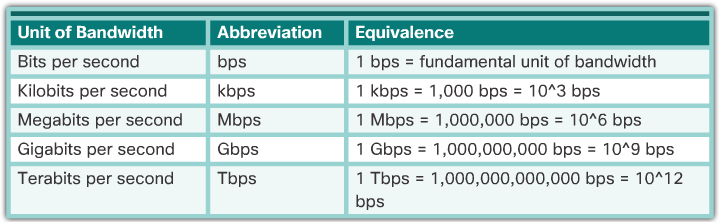 Unit of Bandwidth Abbreviation Equivalence
Bits per second bps 1 bps = fundamental unit of bandwidth
Kilobits per second kbps 1 kbps = 1,000 bps = 10^3 bps
Megabits per second Mbps 1 Mbps = 1,000,000 bps = 10^6 bps
Gigabits per second Gbps 1 Gbps = 1,000,000,000 bps = 10^9 bps
Terabits per second Tbps 1 Tbps = 1,000,000,000,000 bps = 10^12
bps